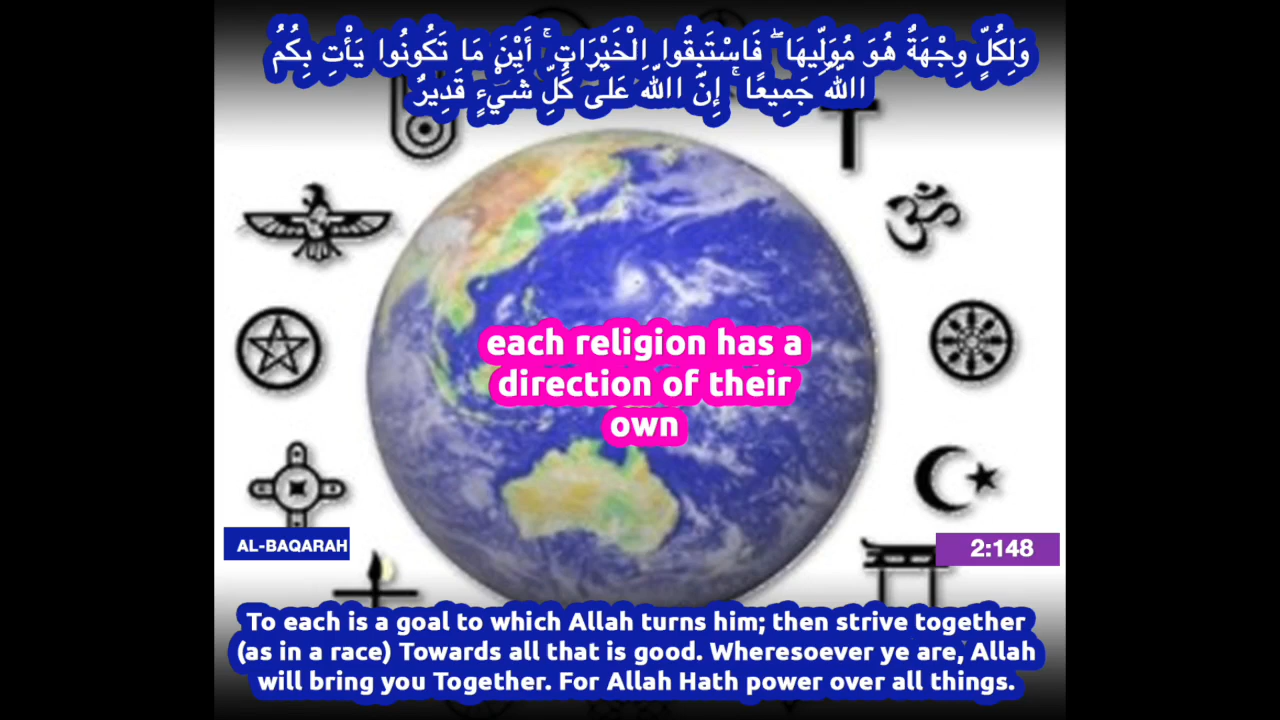 وَلِكُلٍّ وِجْهَةٌ هُوَ مُوَلِّيهَا ۖ فَاسْتَبِقُوا الْخَيْرَاتِ ۚ أَيْنَ مَا تَكُونُوا يَأْتِ بِكُمُ
اللَّهُ جَمِيعًا ۚ إِنَّ اللَّهَ عَلَىٰ كُلِّ شَيْءٍ قَدِيرٌ
each religion has a
direction of their
own
AL-BAQARAH
2:148
To each is a goal to which Allah turns him; then strive together
(as in a race) Towards all that is good. Wheresoever ye are, Allah
will bring you Together. For Allah Hath power over all things.